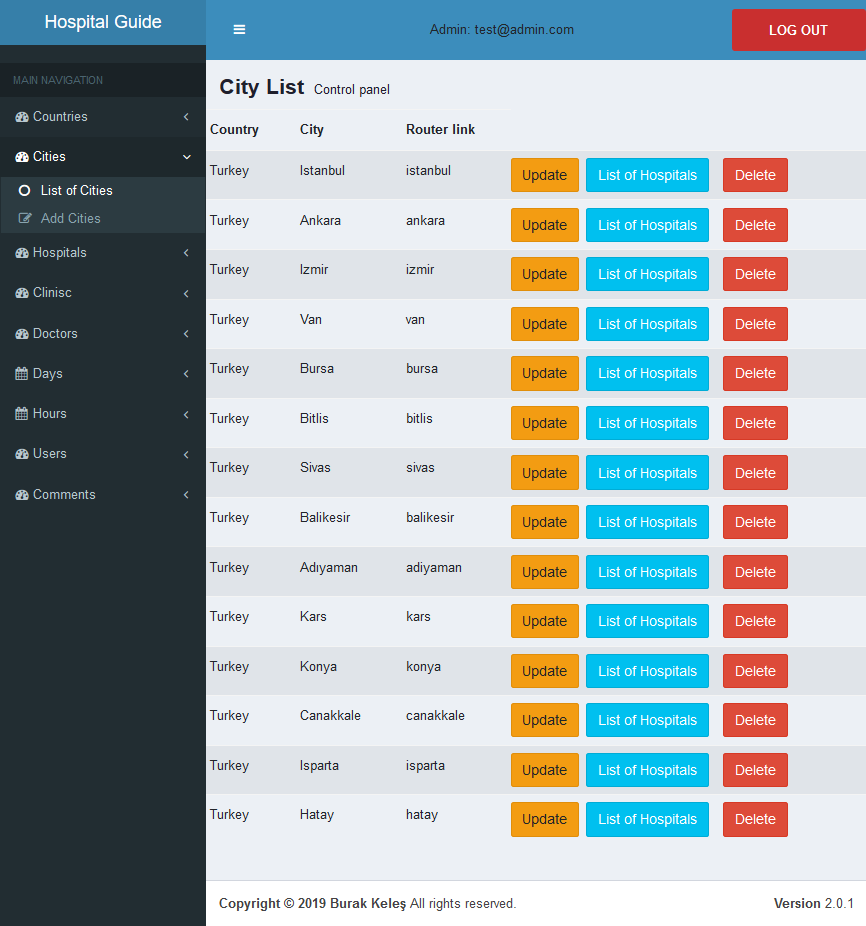 Hospital Guide
Admin: test@admin.com
LOG OUT
MAIN NAVIGATION
Countries
Cities
List of Cities
Add Cities
Hospitals
Clinisc
Doctors
Days
Hours
Users
Comments
City List Control panel
Country City Router link
Turkey Istanbul istanbul Update List of Hospitals Delete
Turkey Ankara ankara Update List of Hospitals Delete
Turkey Izmir izmir Update List of Hospitals Delete
Turkey Van van Update List of Hospitals Delete
Turkey Bursa bursa Update List of Hospitals Delete
Turkey Bitlis bitlis Update List of Hospitals Delete
Turkey Sivas sivas Update List of Hospitals Delete
Turkey Balikesir balikesir Update List of Hospitals Delete
Turkey Adıyaman adiyaman Update List of Hospitals Delete
Turkey Kars kars Update List of Hospitals Delete
Turkey Konya konya Update List of Hospitals Delete
Turkey Canakkale canakkale Update List of Hospitals Delete
Turkey Isparta isparta Update List of Hospitals Delete
Turkey Hatay hatay Update List of Hospitals Delete
Copyright © 2019 Burak Keleş All rights reserved. Version 2.0.1